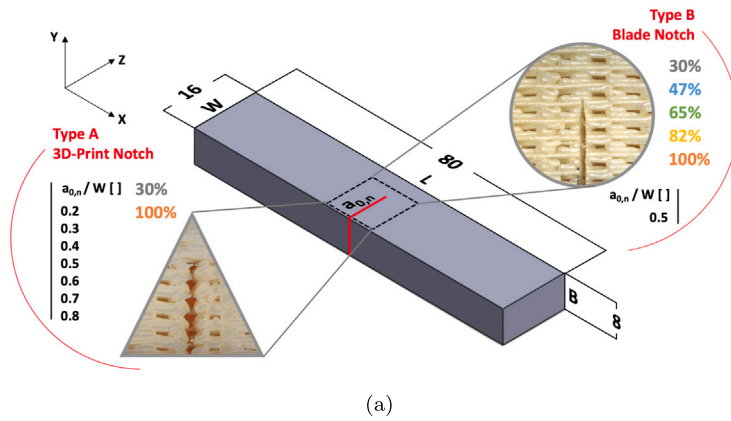 Y
Z
X
Type A
3D-Print Notch
a0,n / W [ ]
30%
100%
0.2
0.3
0.4
0.5
0.6
0.7
0.8
16
W
80
L
a0,n
B
8
Type B
Blade Notch
30%
47%
65%
82%
100%
a0,n / W [ ]
0.5
(a)